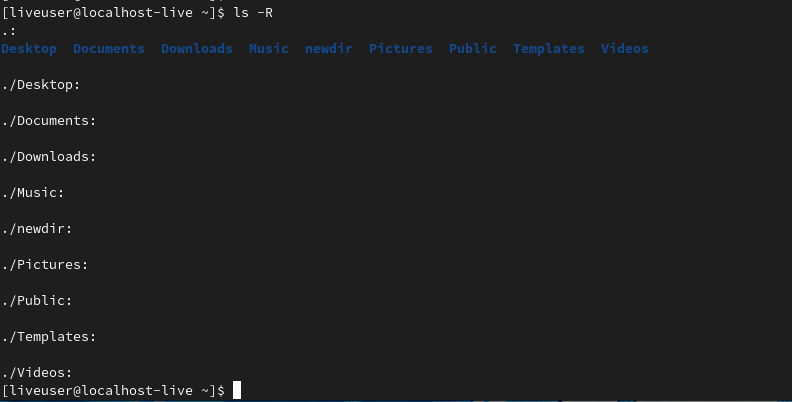 [liveuser@localhost-live ~]$ ls -R
.:
Desktop  Documents  Downloads  Music  newdir  Pictures  Public  Templates  Videos

./Desktop:

./Documents:

./Downloads:

./Music:

./newdir:

./Pictures:

./Public:

./Templates:

./Videos:
[liveuser@localhost-live ~]$